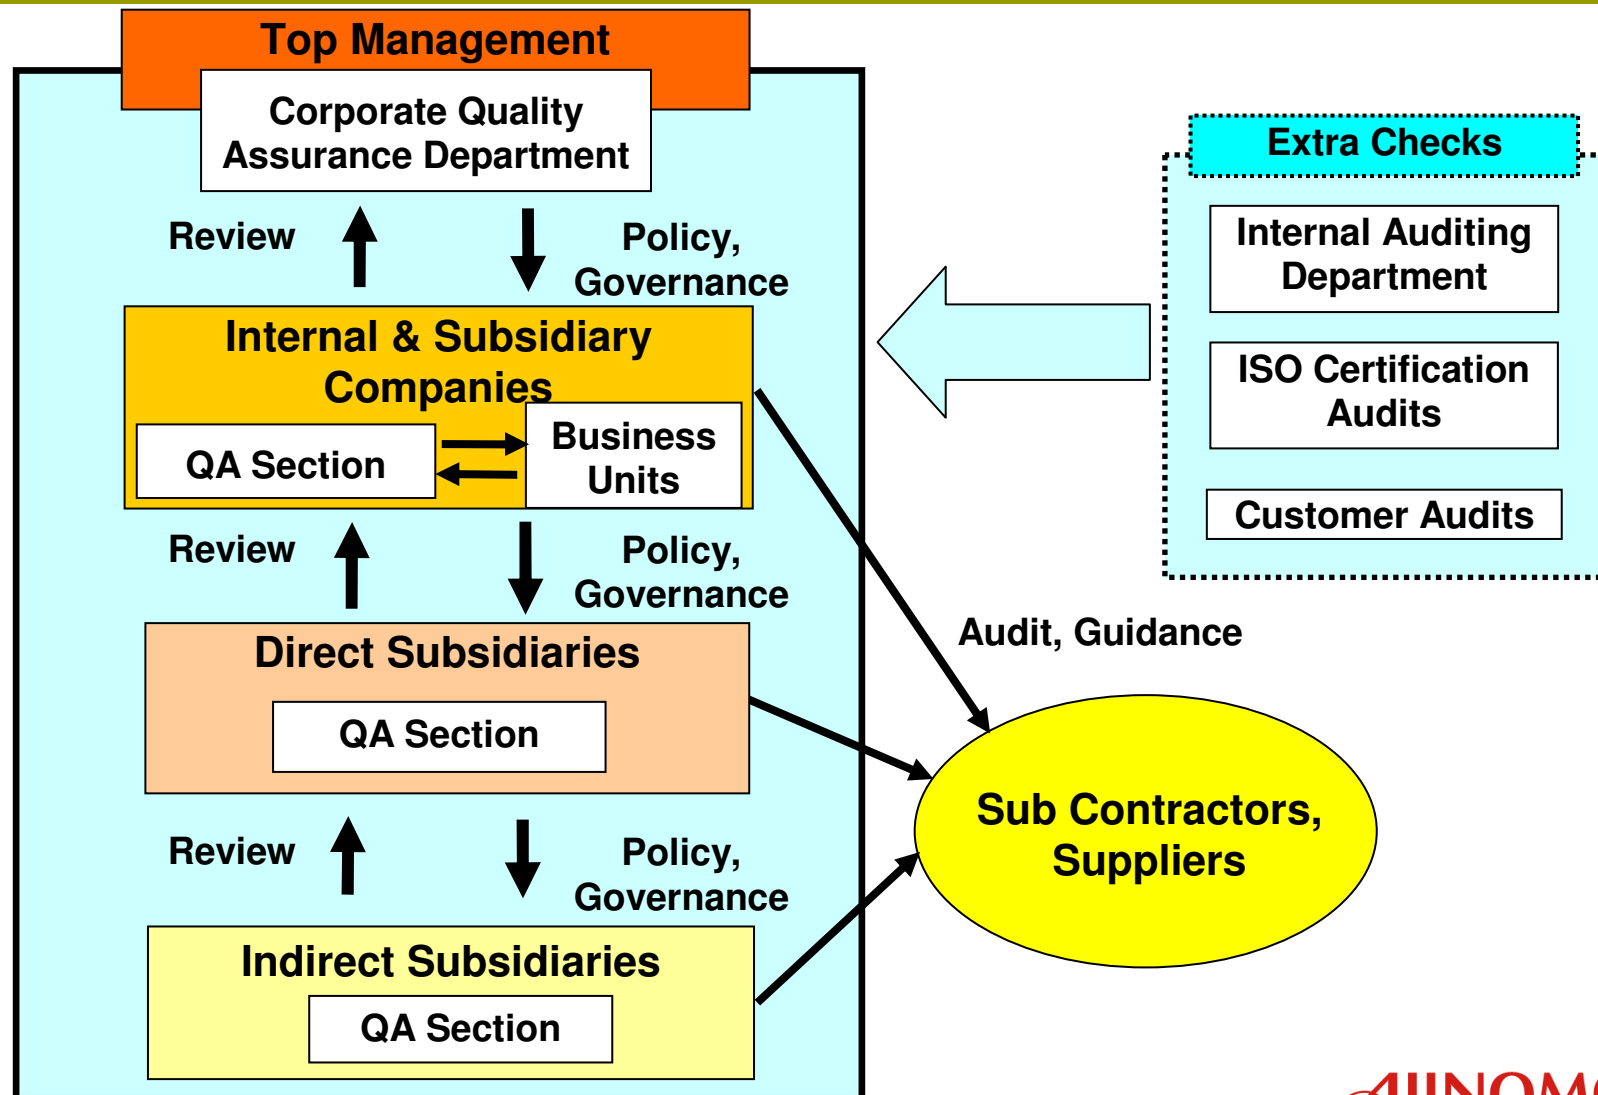 Top Management
Corporate Quality
Assurance Department
Review
Policy,
Governance
Internal & Subsidiary
Companies
QA Section
Business
Units
Review
Policy,
Governance
Direct Subsidiaries
QA Section
Review
Policy,
Governance
Indirect Subsidiaries
QA Section
Extra Checks
Internal Auditing
Department
ISO Certification
Audits
Customer Audits
Audit, Guidance
Sub Contractors,
Suppliers